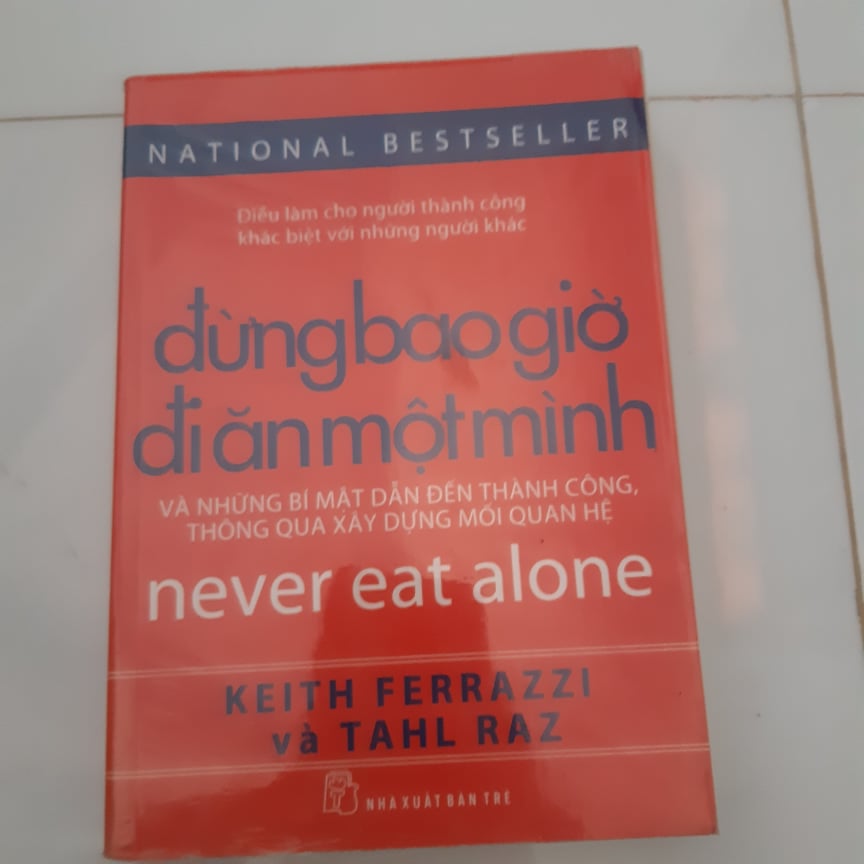 NATIONAL BESTSELLER
Điều làm cho người thành công
khác biệt với những người khác
đừng bao giờ
đi ăn một mình
VÀ NHỮNG BÍ MẬT DẪN ĐẾN THÀNH CÔNG,
THÔNG QUA XÂY DỰNG MỐI QUAN HỆ
never eat alone
KEITH FERRAZZI
và TAHL RAZ
NHÀ XUẤT BẢN TRẺ